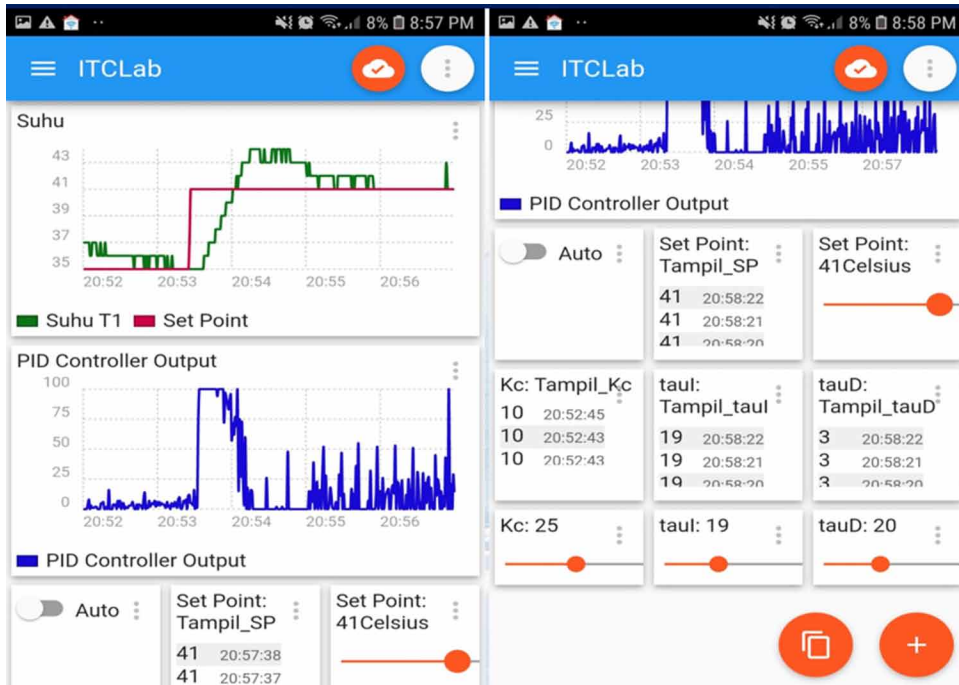 8% 8:57 PM
ITCLab
Suhu
43
41
39
37
35
20:52 20:53 20:54 20:55 20:56
Suhu T1 Set Point
PID Controller Output
100
75
50
25
0
20:52 20:53 20:54 20:55 20:56
PID Controller Output
Auto
Set Point:
Tampil_SP
41 20:57:38
41 20:57:37
Set Point:
41Celsius
8% 8:58 PM
ITCLab
25
0
20:52 20:53 20:54 20:55 20:57
PID Controller Output
Auto
Set Point:
Tampil_SP
41 20:58:22
41 20:58:21
41 20:58:20
Set Point:
41Celsius
Kc: Tampil_Kc
10 20:52:45
10 20:52:43
10 20:52:43
tauI:
Tampil_tauI
19 20:58:22
19 20:58:21
19 20:58:20
tauD:
Tampil_tauD
3 20:58:22
3 20:58:21
3 20:58:20
Kc: 25
tauI: 19
tauD: 20